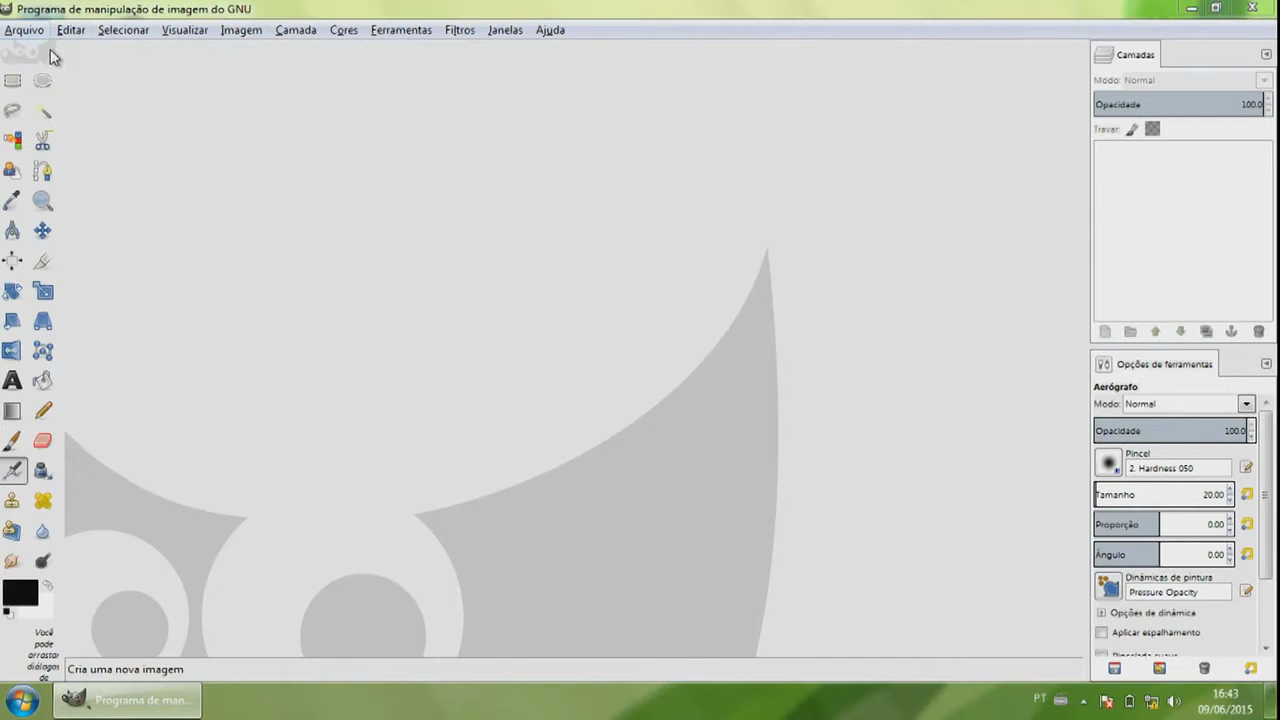 Programa de manipulação de imagem do GNU
Arquivo Editar Selecionar Visualizar Imagem Camada Cores Ferramentas Filtros Janelas Ajuda
Camadas
Modo: Normal
Opacidade 100.0
Travar:
Opções de ferramentas
Aerógrafo
Modo: Normal
Opacidade 100.0
Pincel
2. Hardness 050
Tamanho 20.00
Proporção 0.00
Ângulo 0.00
Dinâmicas de pintura
Pressure Opacity
Opções de dinâmica
Aplicar espalhamento
Você
pode
arrastar
diálogos
de
Cria uma nova imagem
Programa de man...
PT
16:43
09/06/2015